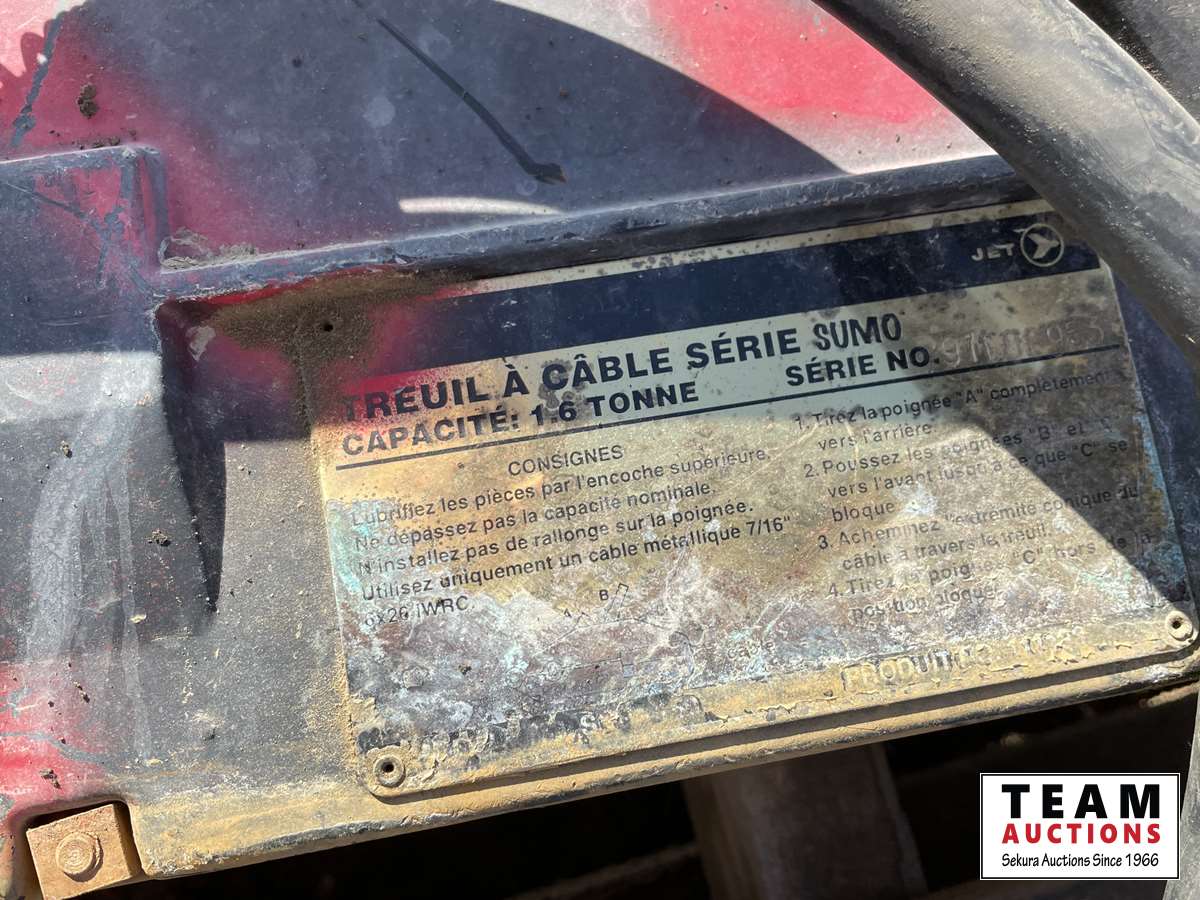 JET
TREUIL À CÂBLE SÉRIE SUMO
CAPACITÉ: 1.6 TONNE SÉRIE NO.
CONSIGNES
Lubrifiez les pièces par l'encoche supérieure.
Ne dépassez pas la capacité nominale.
N'installez pas de rallonge sur la poignée.
Utilisez uniquement un câble métallique 7/16"
6x26 IWRC
B
A
1. Tirez la poignée "A" complètement
vers l'arrière
2. Poussez les poignées "B" et
vers l'avant jusqu'à ce que "C" se
bloque
3. Acheminez l'extrémité conique du
câble à travers le treuil.
4. Tirez la poignée "C" hors de la
position
PRODUIT
TEAM
AUCTIONS
Sekura Auctions Since 1966